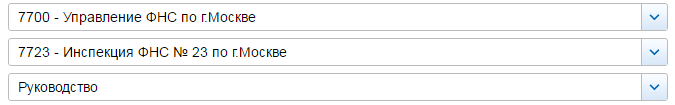 7700 - Управление ФНС по г.Москве
7723 - Инспекция ФНС № 23 по г.Москве
Руководство